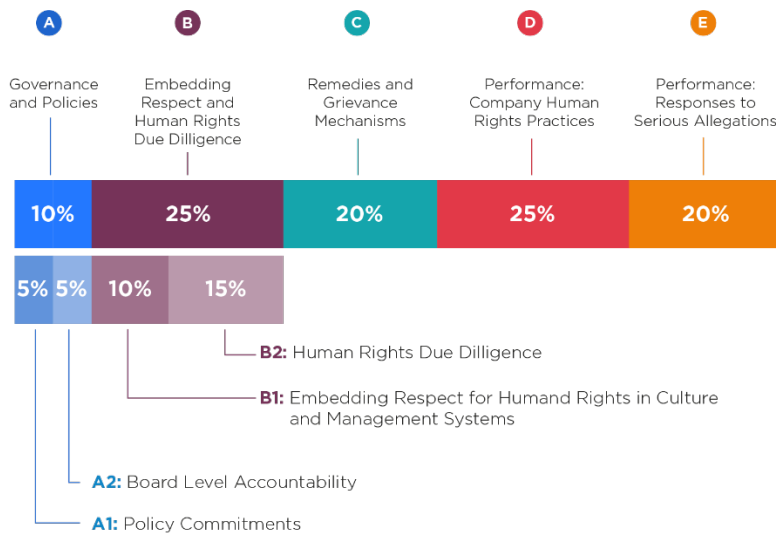 A
B
C
D
E
Governance
and Policies
Embedding
Respect and
Human Rights
Due Dilligence
Remedies and
Grievance
Mechanisms
Performance:
Company Human
Rights Practices
Performance:
Responses to
Serious Allegations
10%
25%
20%
25%
20%
5%
5%
10%
15%
B2: Human Rights Due Dilligence
B1: Embedding Respect for Humand Rights in Culture
and Management Systems
A2: Board Level Accountability
A1: Policy Commitments